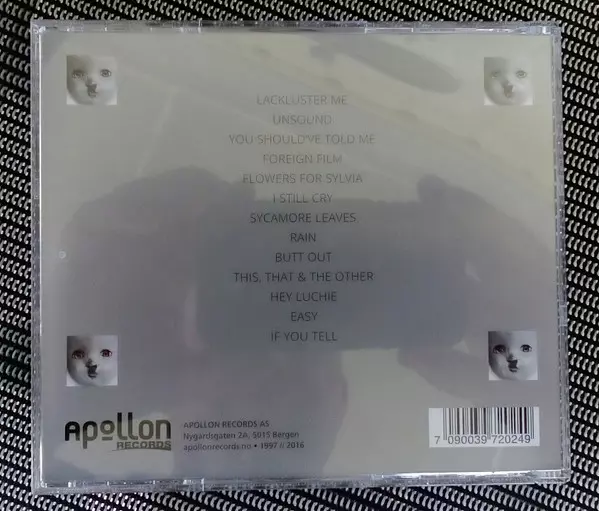 LACKLUSTER ME
UNSOUND
YOU SHOULD'VE TOLD ME
FOREIGN FILM
FLOWERS FOR SYLVIA
I STILL CRY
SYCAMORE LEAVES
RAIN
BUTT OUT
THIS, THAT & THE OTHER
HEY LUCHIE
EASY
IF YOU TELL
Apollon
RECORDS
APOLLON RECORDS AS
Nygårdsgaten 2A, 5015 Bergen
apollonrecords.no • 1997 // 2016
7 090039 720249